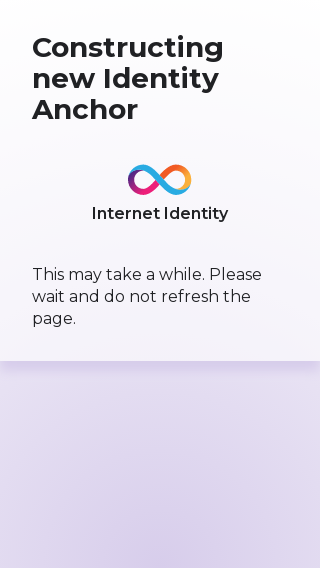 Constructing
new Identity
Anchor
Internet Identity
This may take a while. Please
wait and do not refresh the
page.